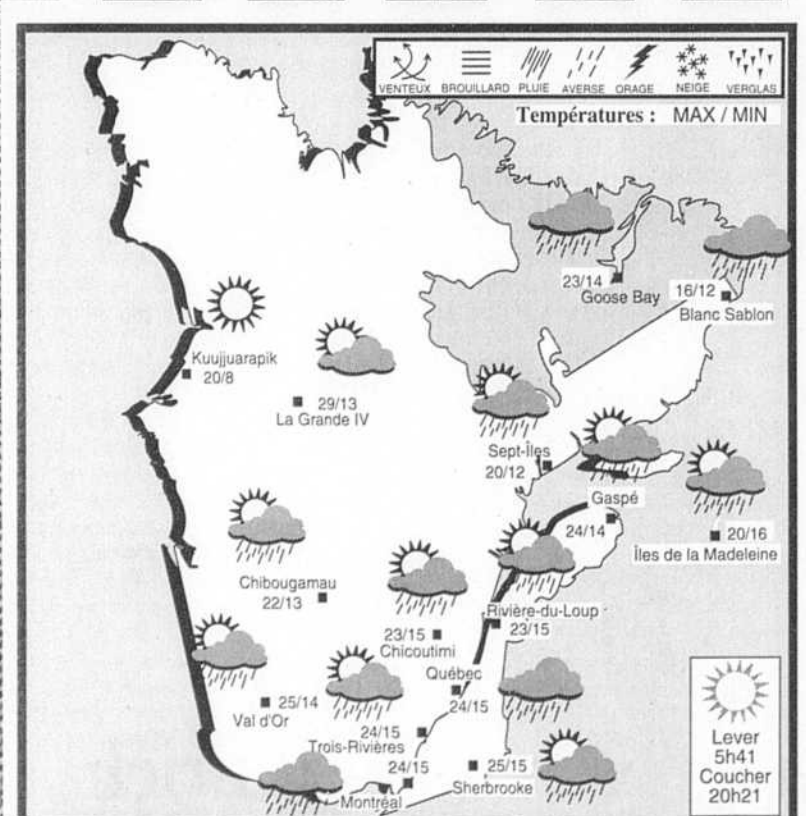 VENTEUX BROUILLARD PLUIE AVERSE ORAGE NEIGE VERGLAS
Températures : MAX / MIN
23/14
Goose Bay
16/12
Blanc Sablon
Kuujjuarapik
20/8
29/13
La Grande IV
Sept-Îles
20/12
Gaspé
24/14
20/16
Îles de la Madeleine
Chibougamau
22/13
Rivière-du-Loup
23/15
23/15
Chicoutimi
Québec
24/15
25/14
Val d'Or
24/15
Trois-Rivières
24/15
Montréal
25/15
Sherbrooke
Lever
5h41
Coucher
20h21